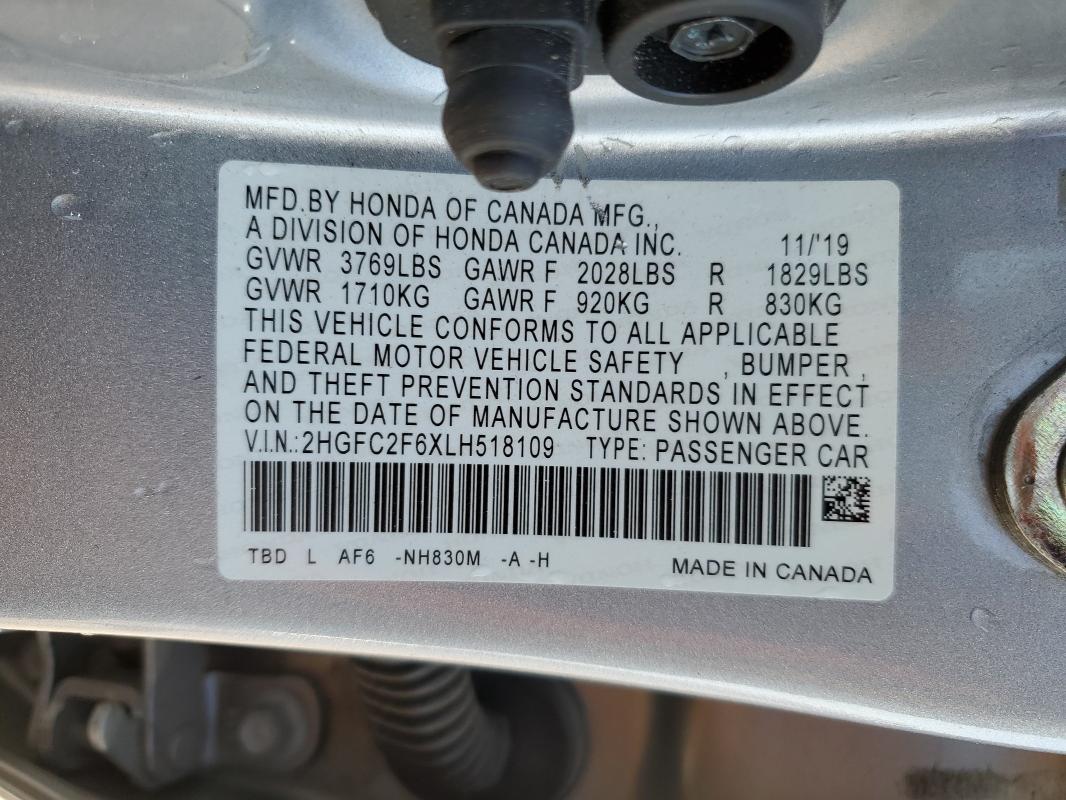 MFD.BY HONDA OF CANADA MFG.,
A DIVISION OF HONDA CANADA INC. 11/'19
GVWR 3769LBS GAWR F 2028LBS R 1829LBS
GVWR 1710KG GAWR F 920KG R 830KG
THIS VEHICLE CONFORMS TO ALL APPLICABLE
FEDERAL MOTOR VEHICLE SAFETY , BUMPER ,
AND THEFT PREVENTION STANDARDS IN EFFECT
ON THE DATE OF MANUFACTURE SHOWN ABOVE.
V.I.N.:2HGFC2F6XLH518109 TYPE: PASSENGER CAR
TBD L AF6 -NH830M -A -H MADE IN CANADA